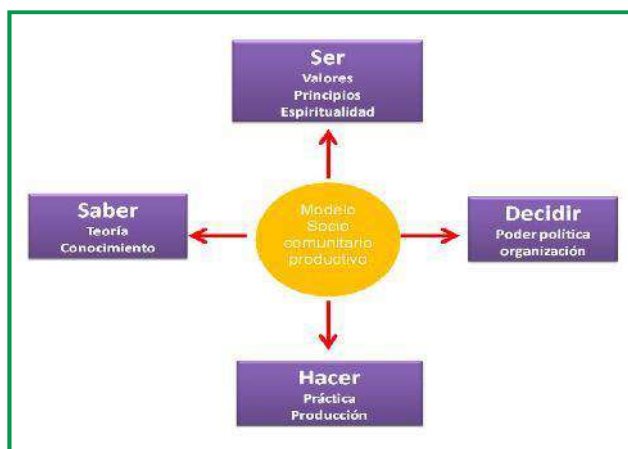 Ser
Valores
Principios
Espiritualidad
Saber
Teoría
Conocimiento
Modelo
Socio
comunitario
productivo
Decidir
Poder política
organización
Hacer
Práctica
Producción